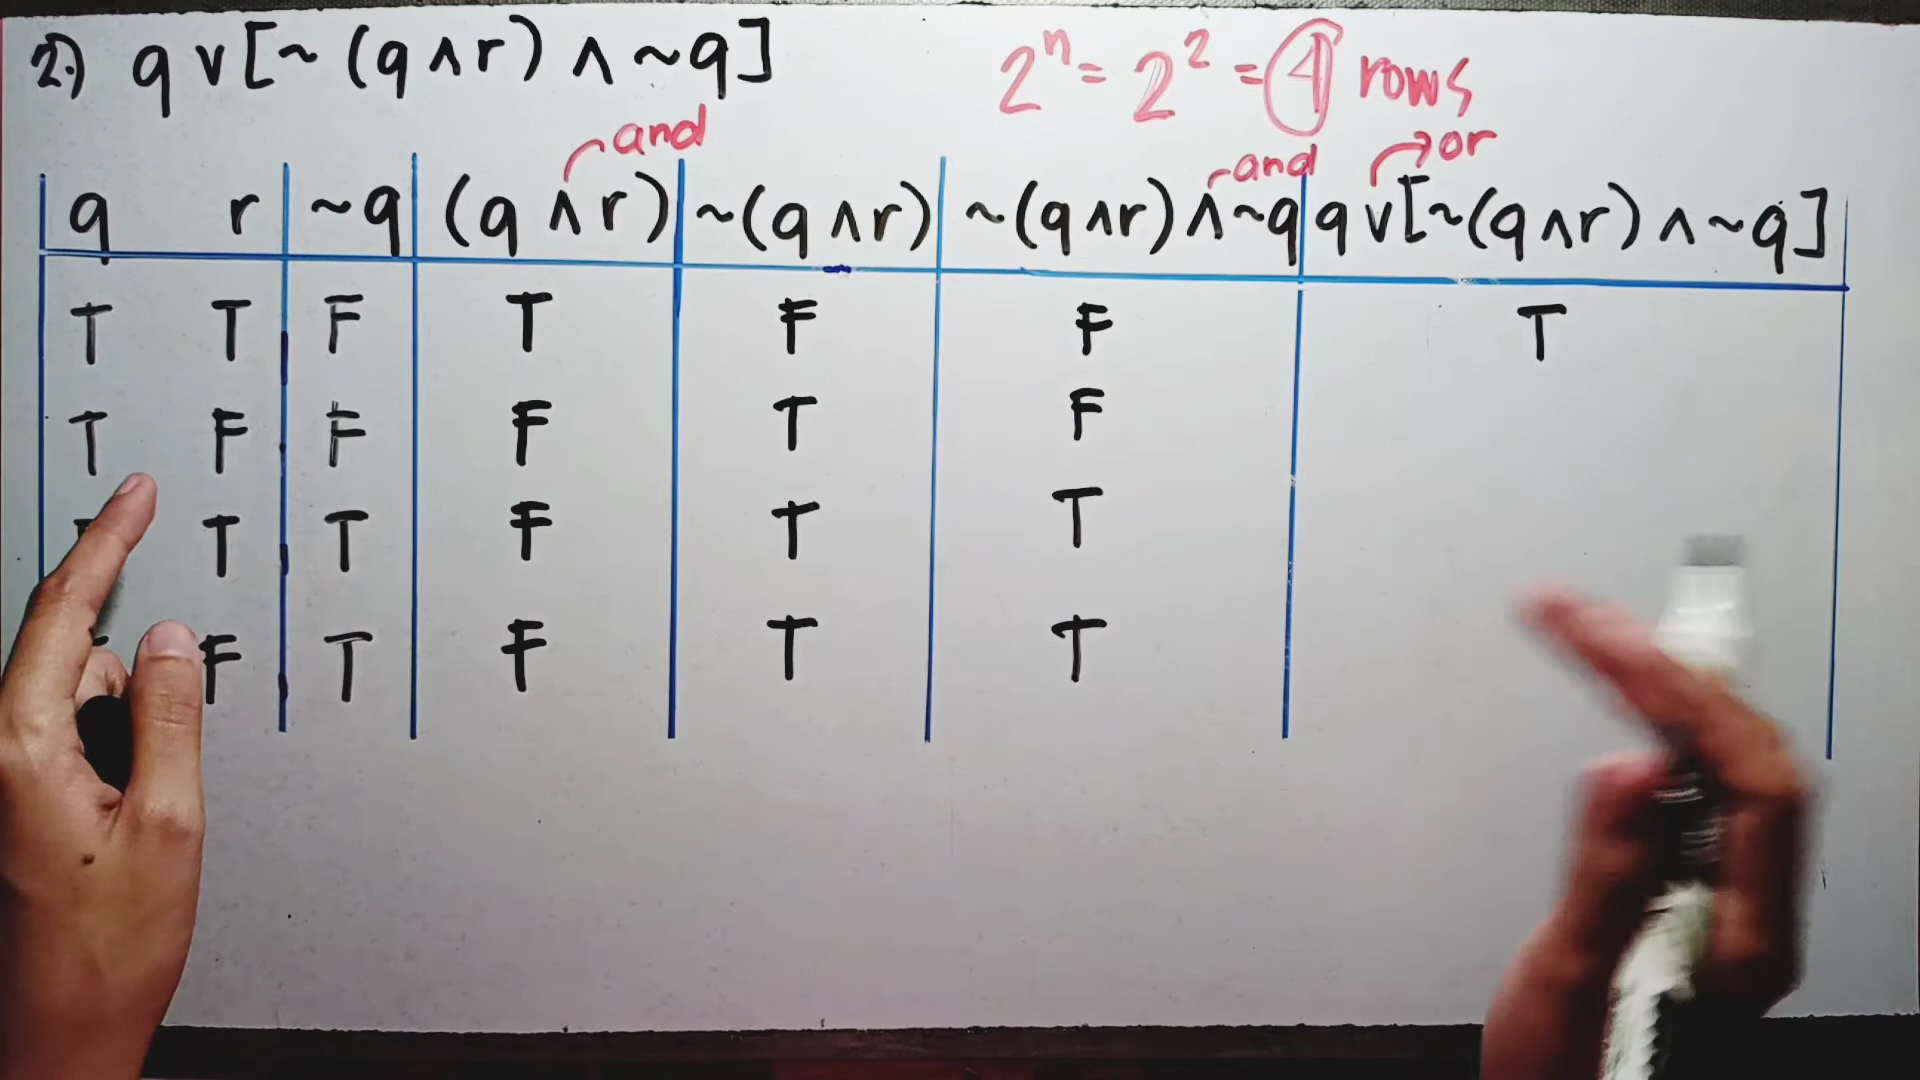 2.) q ∨ [~ (q ∧ r) ∧ ~q]
2ⁿ = 2² = 4 rows
and
and
or
q r ~q (q ∧ r) ~(q ∧ r) ~(q ∧ r) ∧ ~q q ∨ [~(q ∧ r) ∧ ~q]
T T F T F F T
T F F F T F
T T F T T
F T F T T